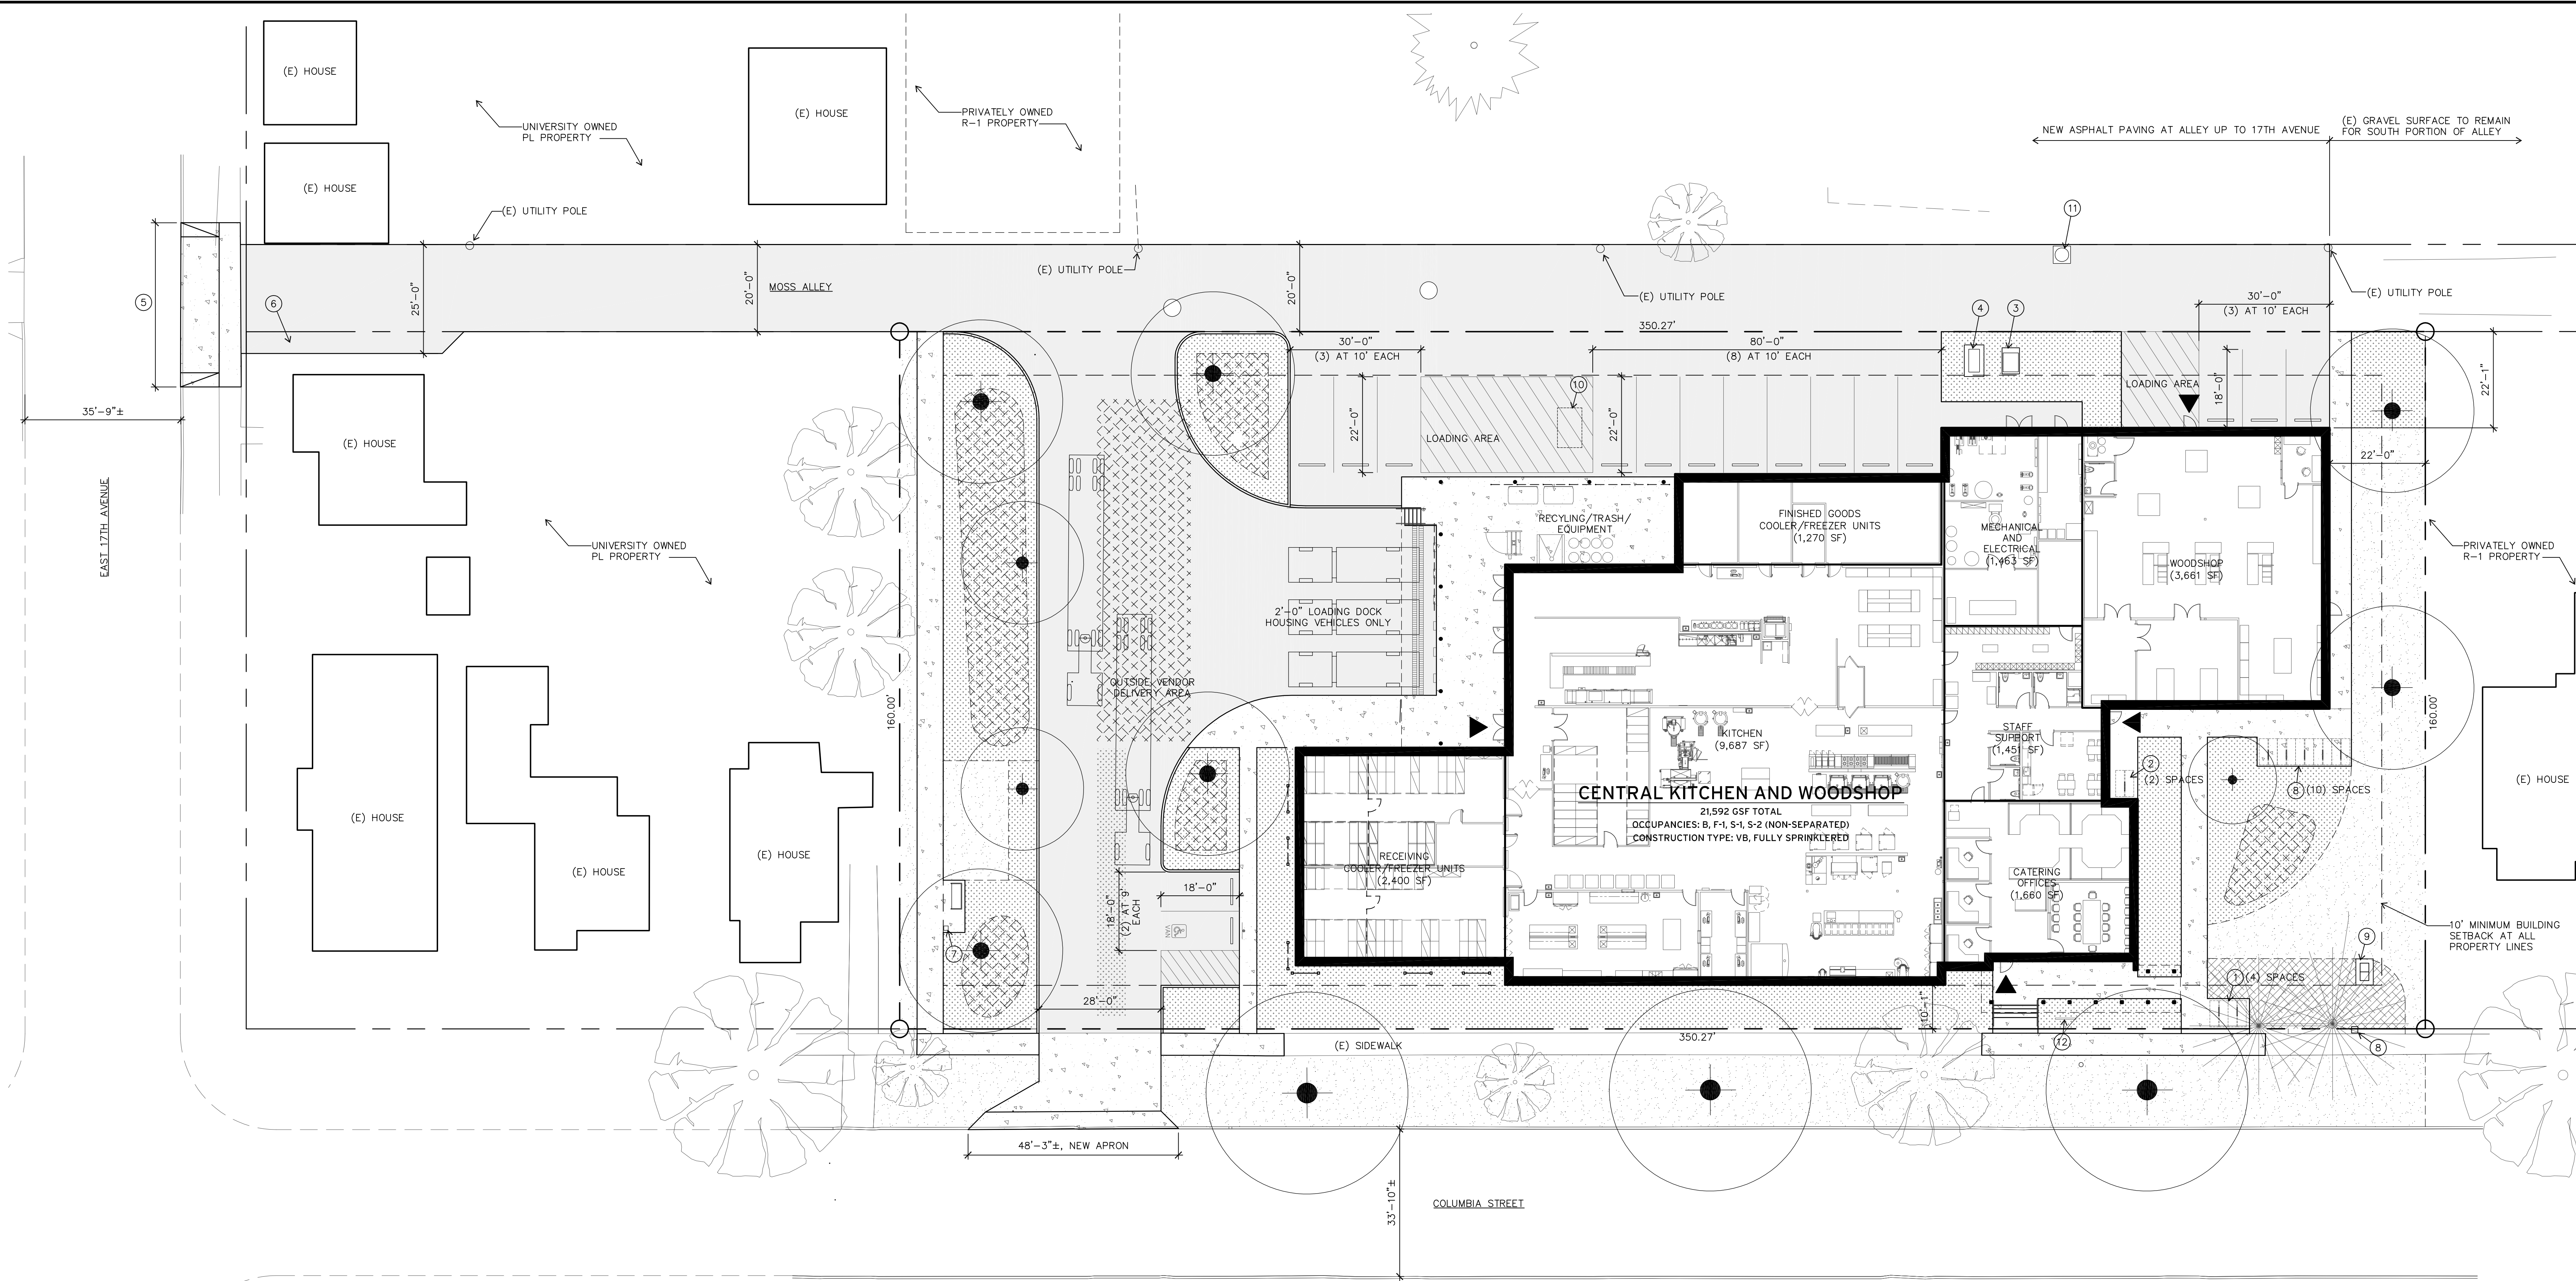 (E) HOUSE
(E) HOUSE
UNIVERSITY OWNED
PL PROPERTY
(E) HOUSE
PRIVATELY OWNED
R-1 PROPERTY
NEW ASPHALT PAVING AT ALLEY UP TO 17TH AVENUE
(E) GRAVEL SURFACE TO REMAIN
FOR SOUTH PORTION OF ALLEY
(E) UTILITY POLE
11
(E) UTILITY POLE
5
6
25'-0"
20'-0"
MOSS ALLEY
20'-0"
(E) UTILITY POLE
(E) UTILITY POLE
4
3
30'-0"
(3) AT 10' EACH
350.27'
30'-0"
(3) AT 10' EACH
80'-0"
(8) AT 10' EACH
22'-0"
LOADING AREA
10
22'-0"
LOADING AREA
18'-0"
22'-1"
22'-0"
35'-9"±
EAST 17TH AVENUE
(E) HOUSE
UNIVERSITY OWNED
PL PROPERTY
RECYLING/TRASH/
EQUIPMENT
FINISHED GOODS
COOLER/FREEZER UNITS
(1,270 SF)
MECHANICAL
AND
ELECTRICAL
(1,463 SF)
WOODSHOP
(3,661 SF)
PRIVATELY OWNED
R-1 PROPERTY
2'-0" LOADING DOCK
HOUSING VEHICLES ONLY
OUTSIDE VENDOR
DELIVERY AREA
160.00'
160.00'
KITCHEN
(9,687 SF)
STAFF
SUPPORT
(1,451 SF)
2
(2) SPACES
8
(10) SPACES
(E) HOUSE
CENTRAL KITCHEN AND WOODSHOP
21,592 GSF TOTAL
OCCUPANCIES: B, F-1, S-1, S-2 (NON-SEPARATED)
CONSTRUCTION TYPE: VB, FULLY SPRINKLERED
(E) HOUSE
(E) HOUSE
(E) HOUSE
RECEIVING
COOLER/FREEZER UNITS
(2,400 SF)
CATERING
OFFICES
(1,660 SF)
18'-0"
18'-0"
(2) AT 9'
EACH
VAN
7
10' MINIMUM BUILDING
SETBACK AT ALL
PROPERTY LINES
9
1
(4) SPACES
28'-0"
10'-1"
(E) SIDEWALK
350.27'
12
8
48'-3"±, NEW APRON
33'-10"±
COLUMBIA STREET